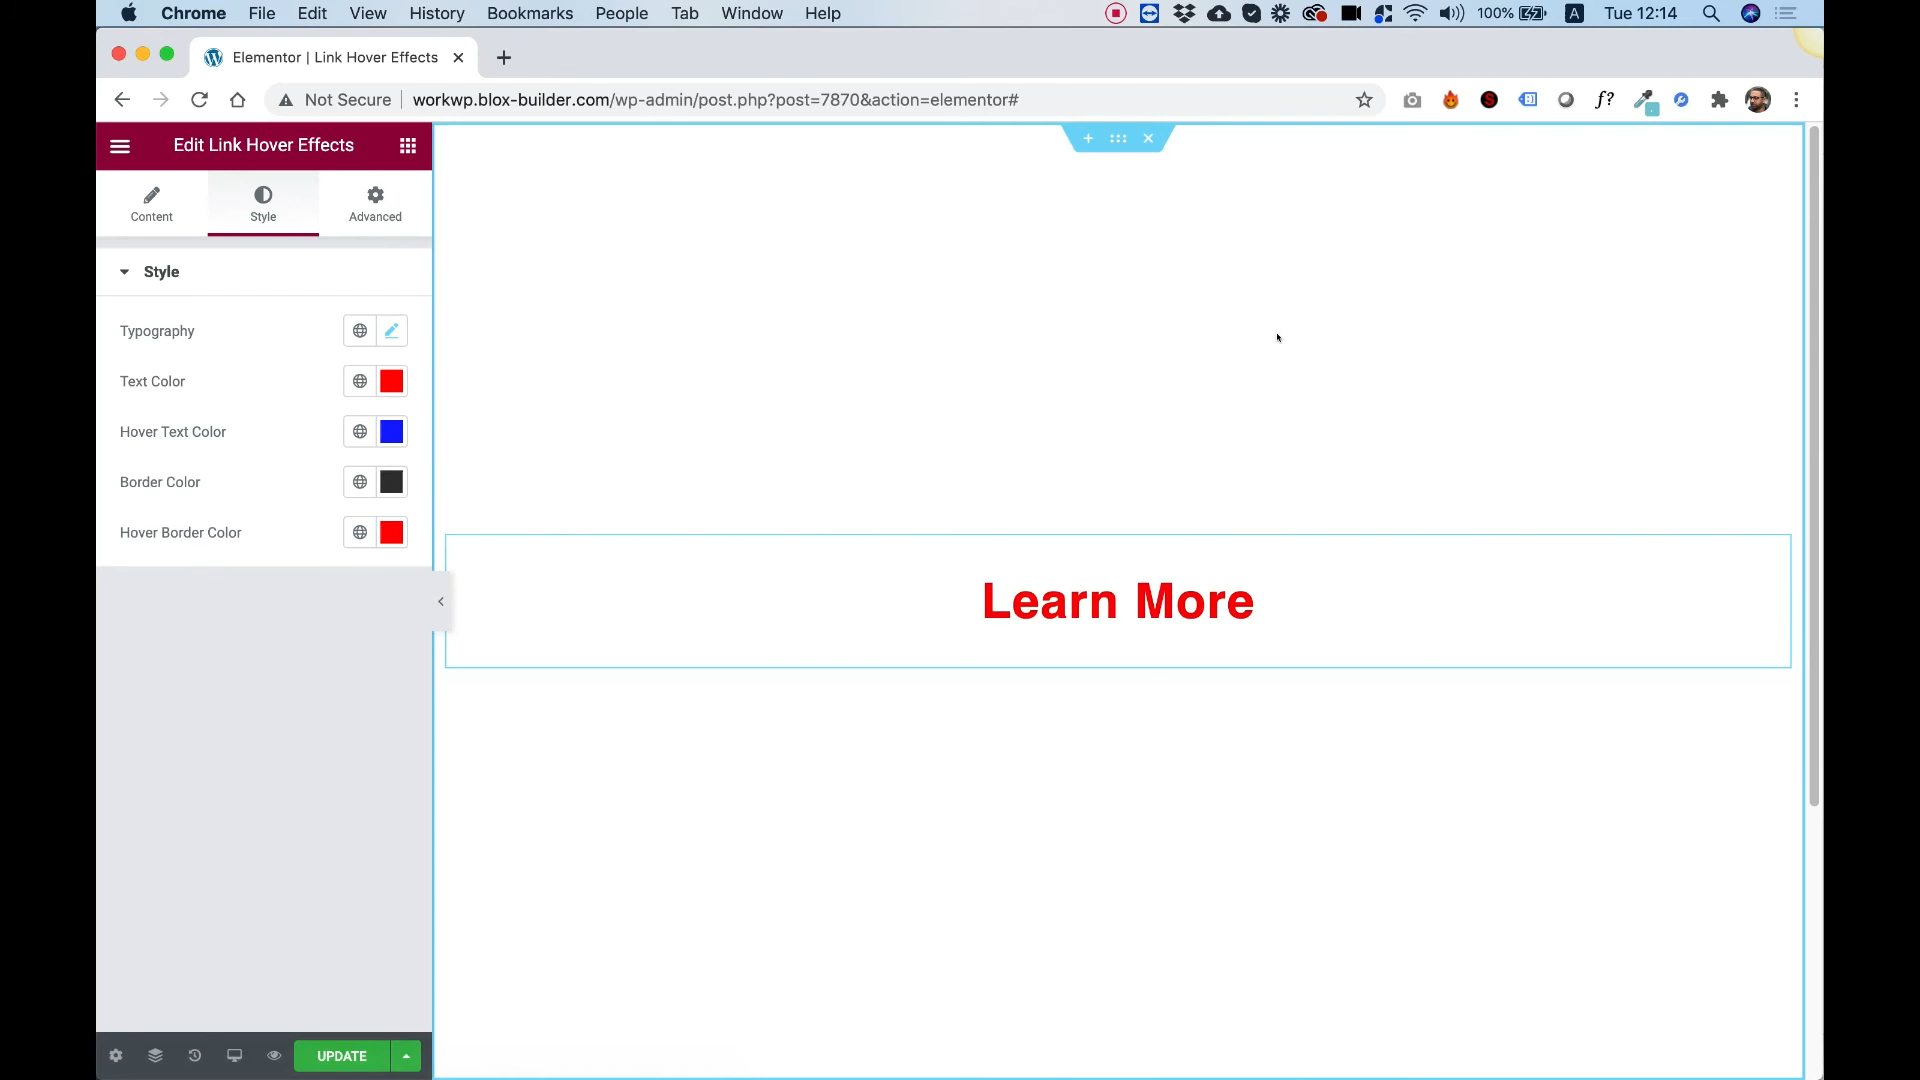 Chrome File Edit View History Bookmarks People Tab Window Help 100% A Tue 12:14
Elementor | Link Hover Effects
Not Secure workwp.blox-builder.com/wp-admin/post.php?post=7870&action=elementor# f?
Edit Link Hover Effects
Content Style Advanced
Style
Typography
Text Color
Hover Text Color
Border Color
Hover Border Color
Learn More
UPDATE